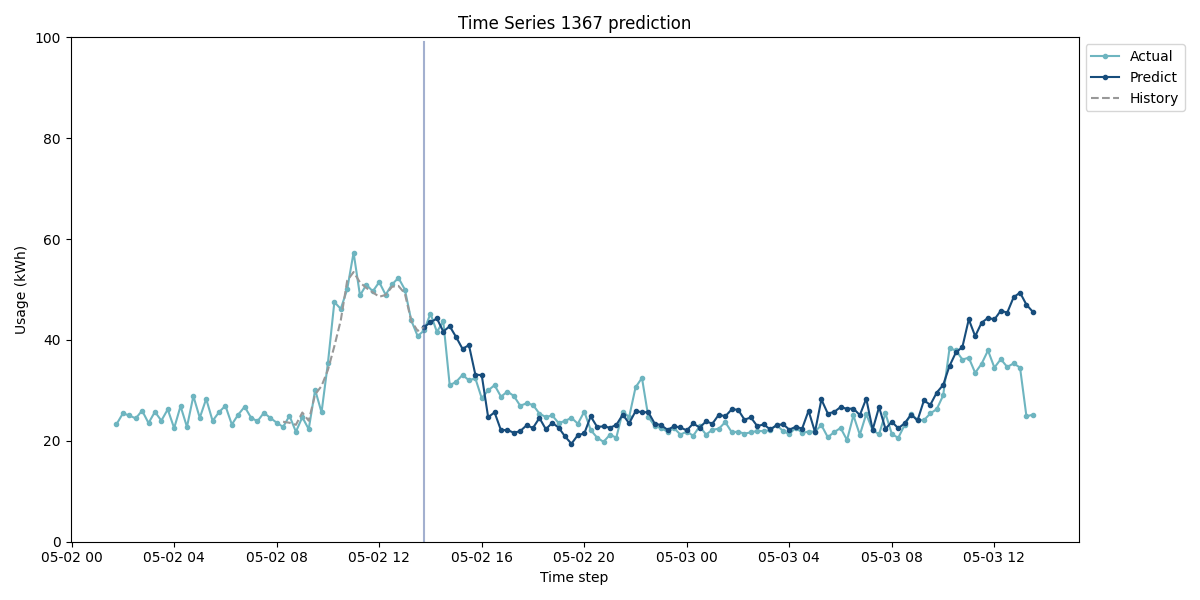 Time Series 1367 prediction
100
80
60
40
20
0
Usage (kWh)
05-02 00 05-02 04 05-02 08 05-02 12 05-02 16 05-02 20 05-03 00 05-03 04 05-03 08 05-03 12
Time step
Actual
Predict
History